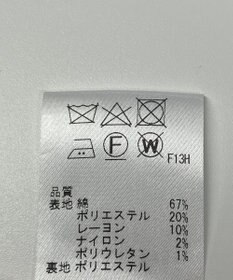 F W F13H
品質
表地 綿 67%
ポリエステル 20%
レーヨン 10%
ナイロン 2%
ポリウレタン 1%
裏地 ポリエステル